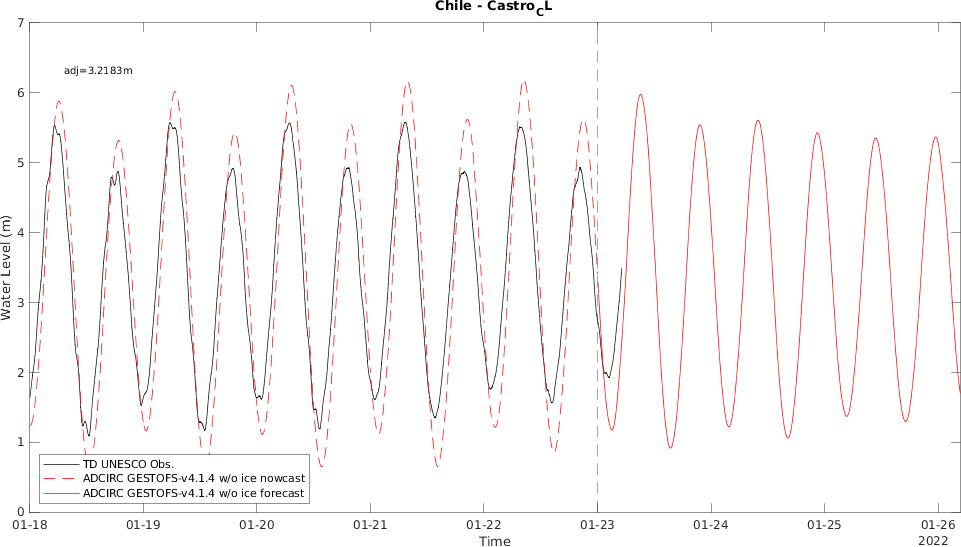 Chile - Castro_CL
7
adj=3.2183m
6
5
4
3
2
1
0
Water Level (m)
TD UNESCO Obs.
ADCIRC GESTOFS-v4.1.4 w/o ice nowcast
ADCIRC GESTOFS-v4.1.4 w/o ice forecast
01-18 01-19 01-20 01-21 01-22 01-23 01-24 01-25 01-26
Time 2022